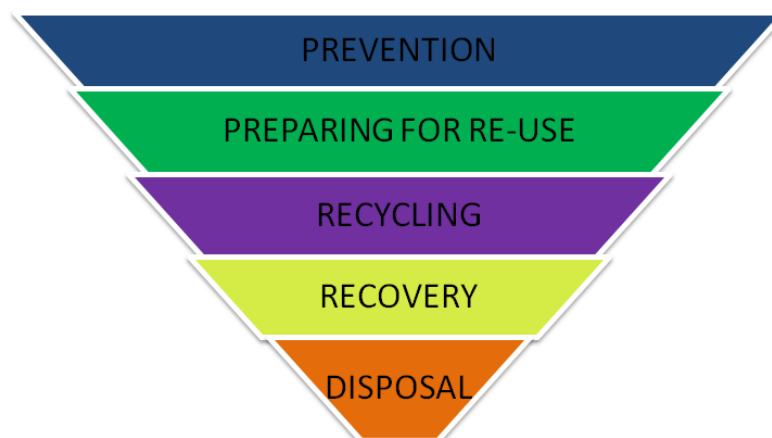 PREVENTION
PREPARING FOR RE-USE
RECYCLING
RECOVERY
DISPOSAL